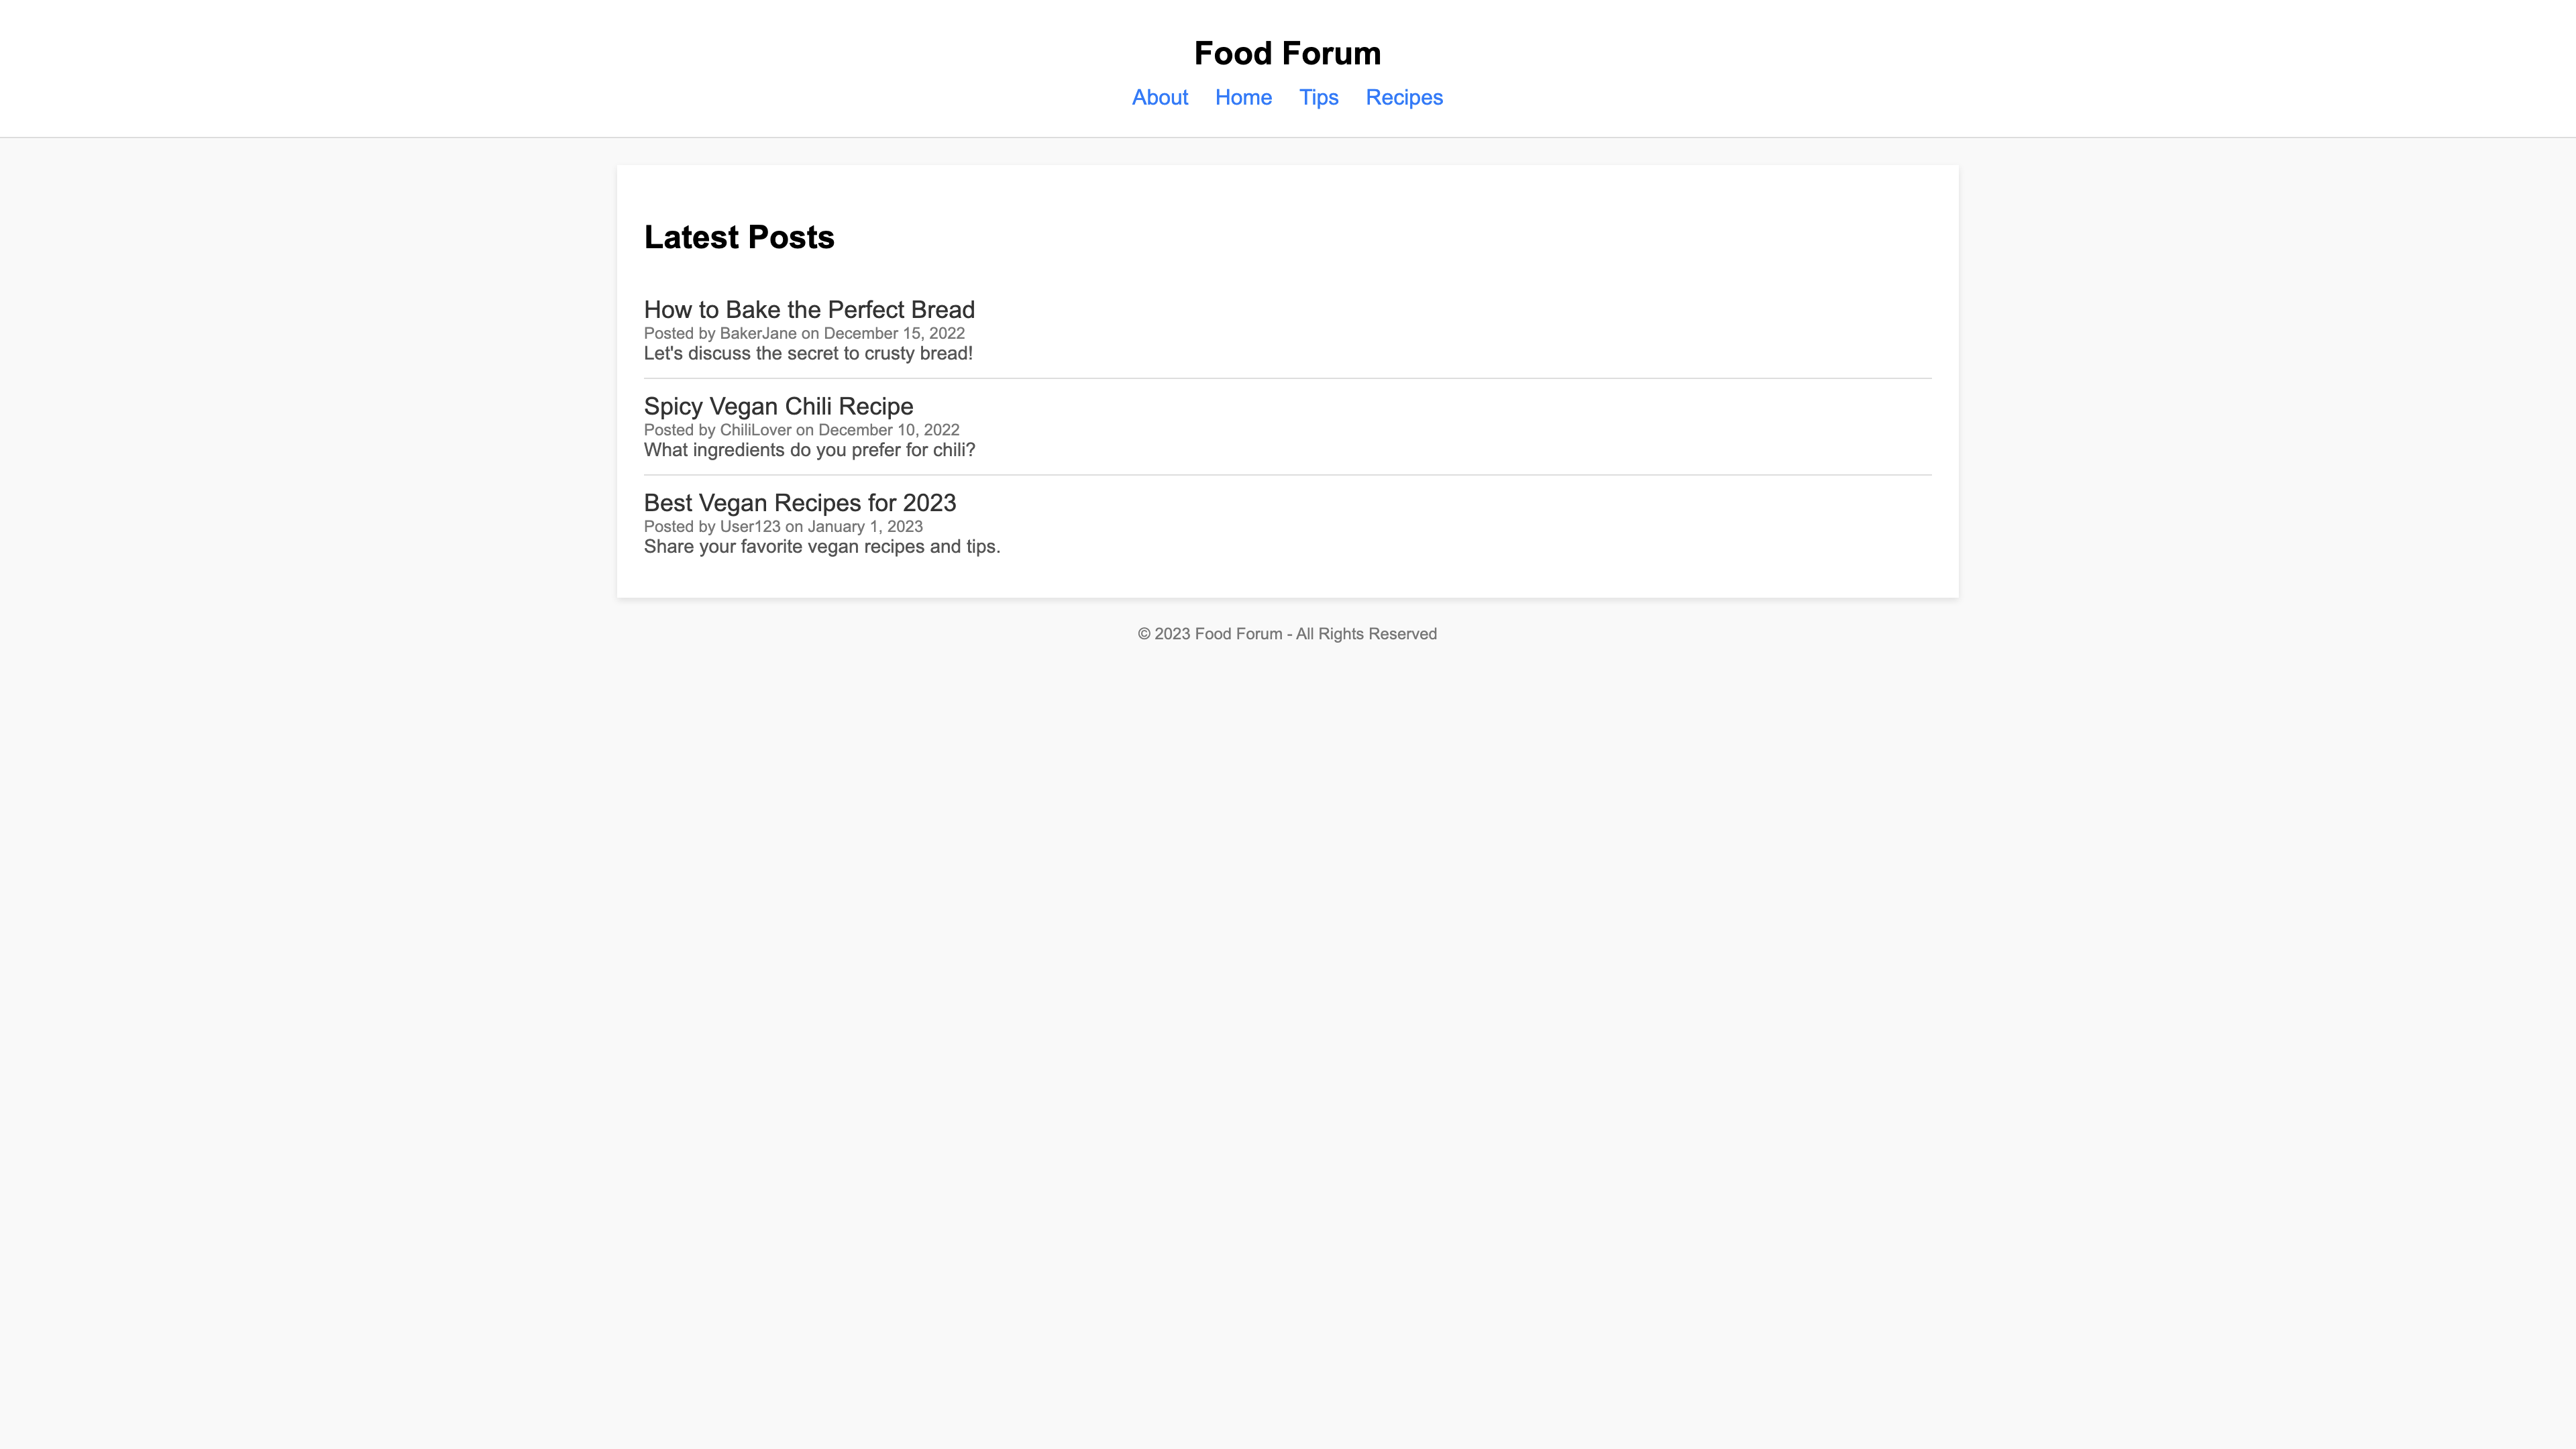 Food Forum
About Home Tips Recipes
Latest Posts
How to Bake the Perfect Bread
Posted by BakerJane on December 15, 2022
Let's discuss the secret to crusty bread!
Spicy Vegan Chili Recipe
Posted by ChiliLover on December 10, 2022
What ingredients do you prefer for chili?
Best Vegan Recipes for 2023
Posted by User123 on January 1, 2023
Share your favorite vegan recipes and tips.
© 2023 Food Forum - All Rights Reserved